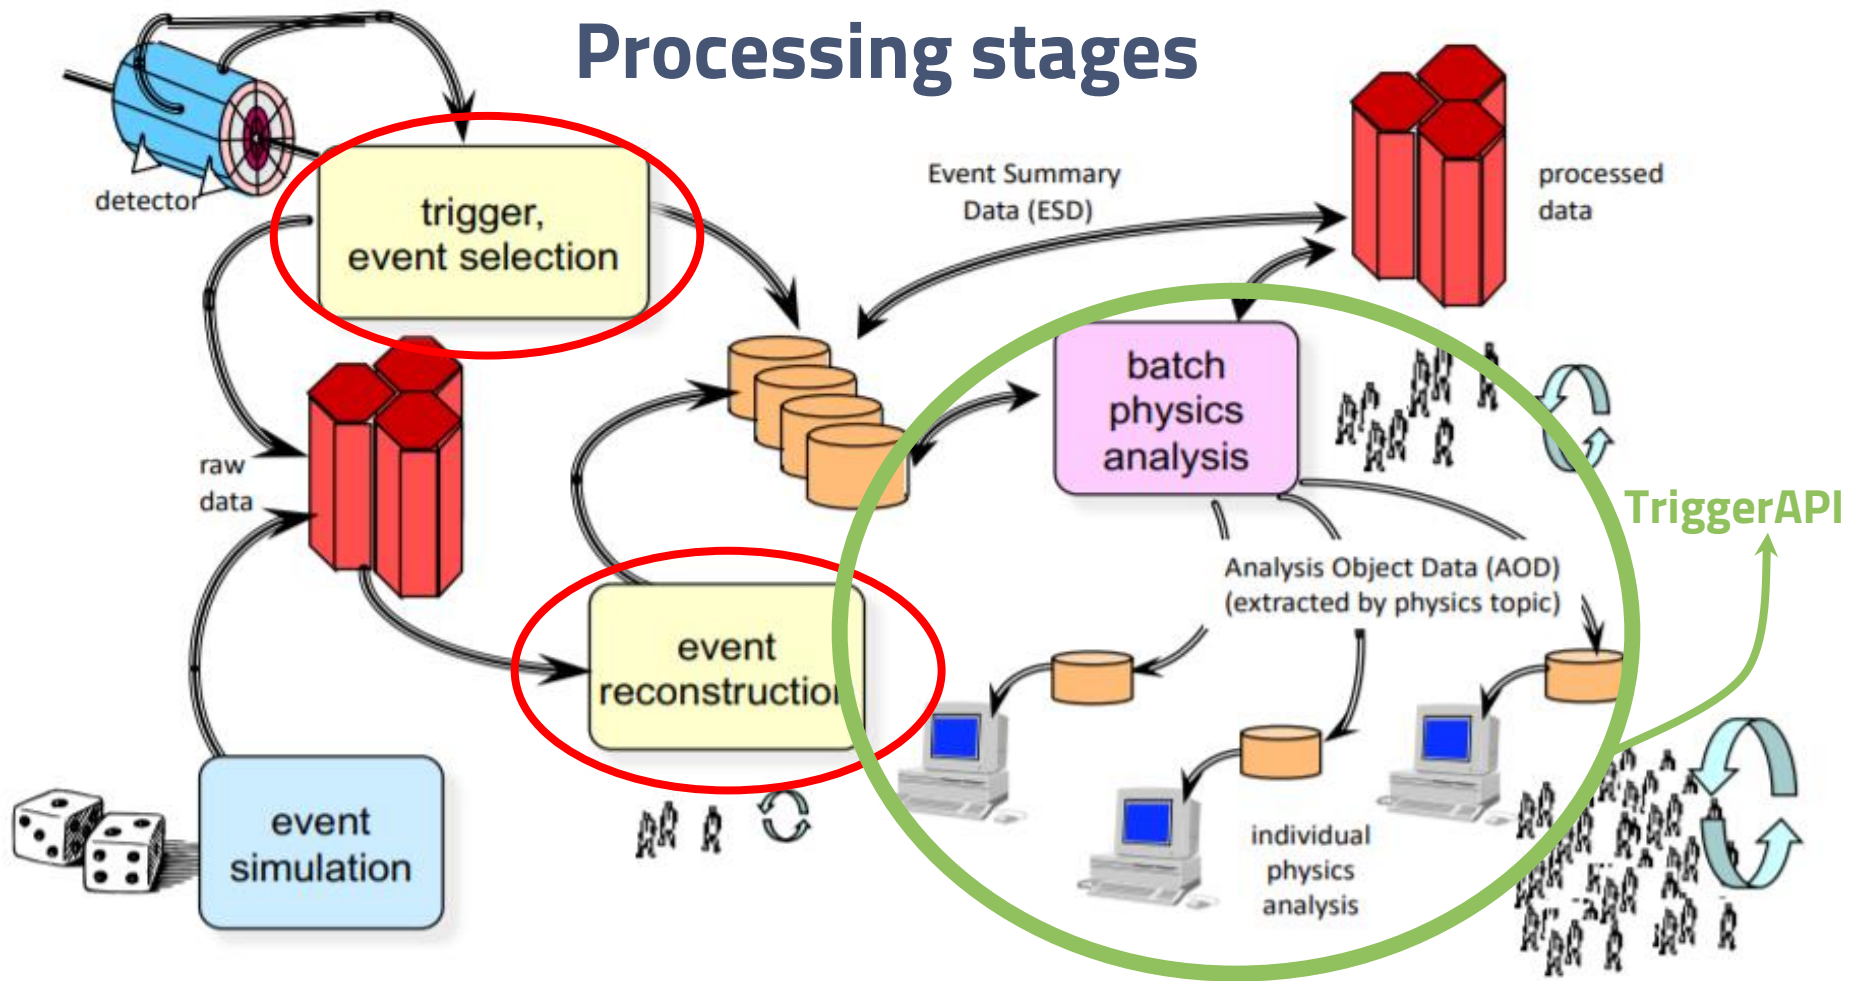 Processing stages
detector
trigger,
event selection
Event Summary
Data (ESD)
processed
data
batch
physics
analysis
raw
data
TriggerAPI
Analysis Object Data (AOD)
(extracted by physics topic)
event
reconstruction
event
simulation
individual
physics
analysis